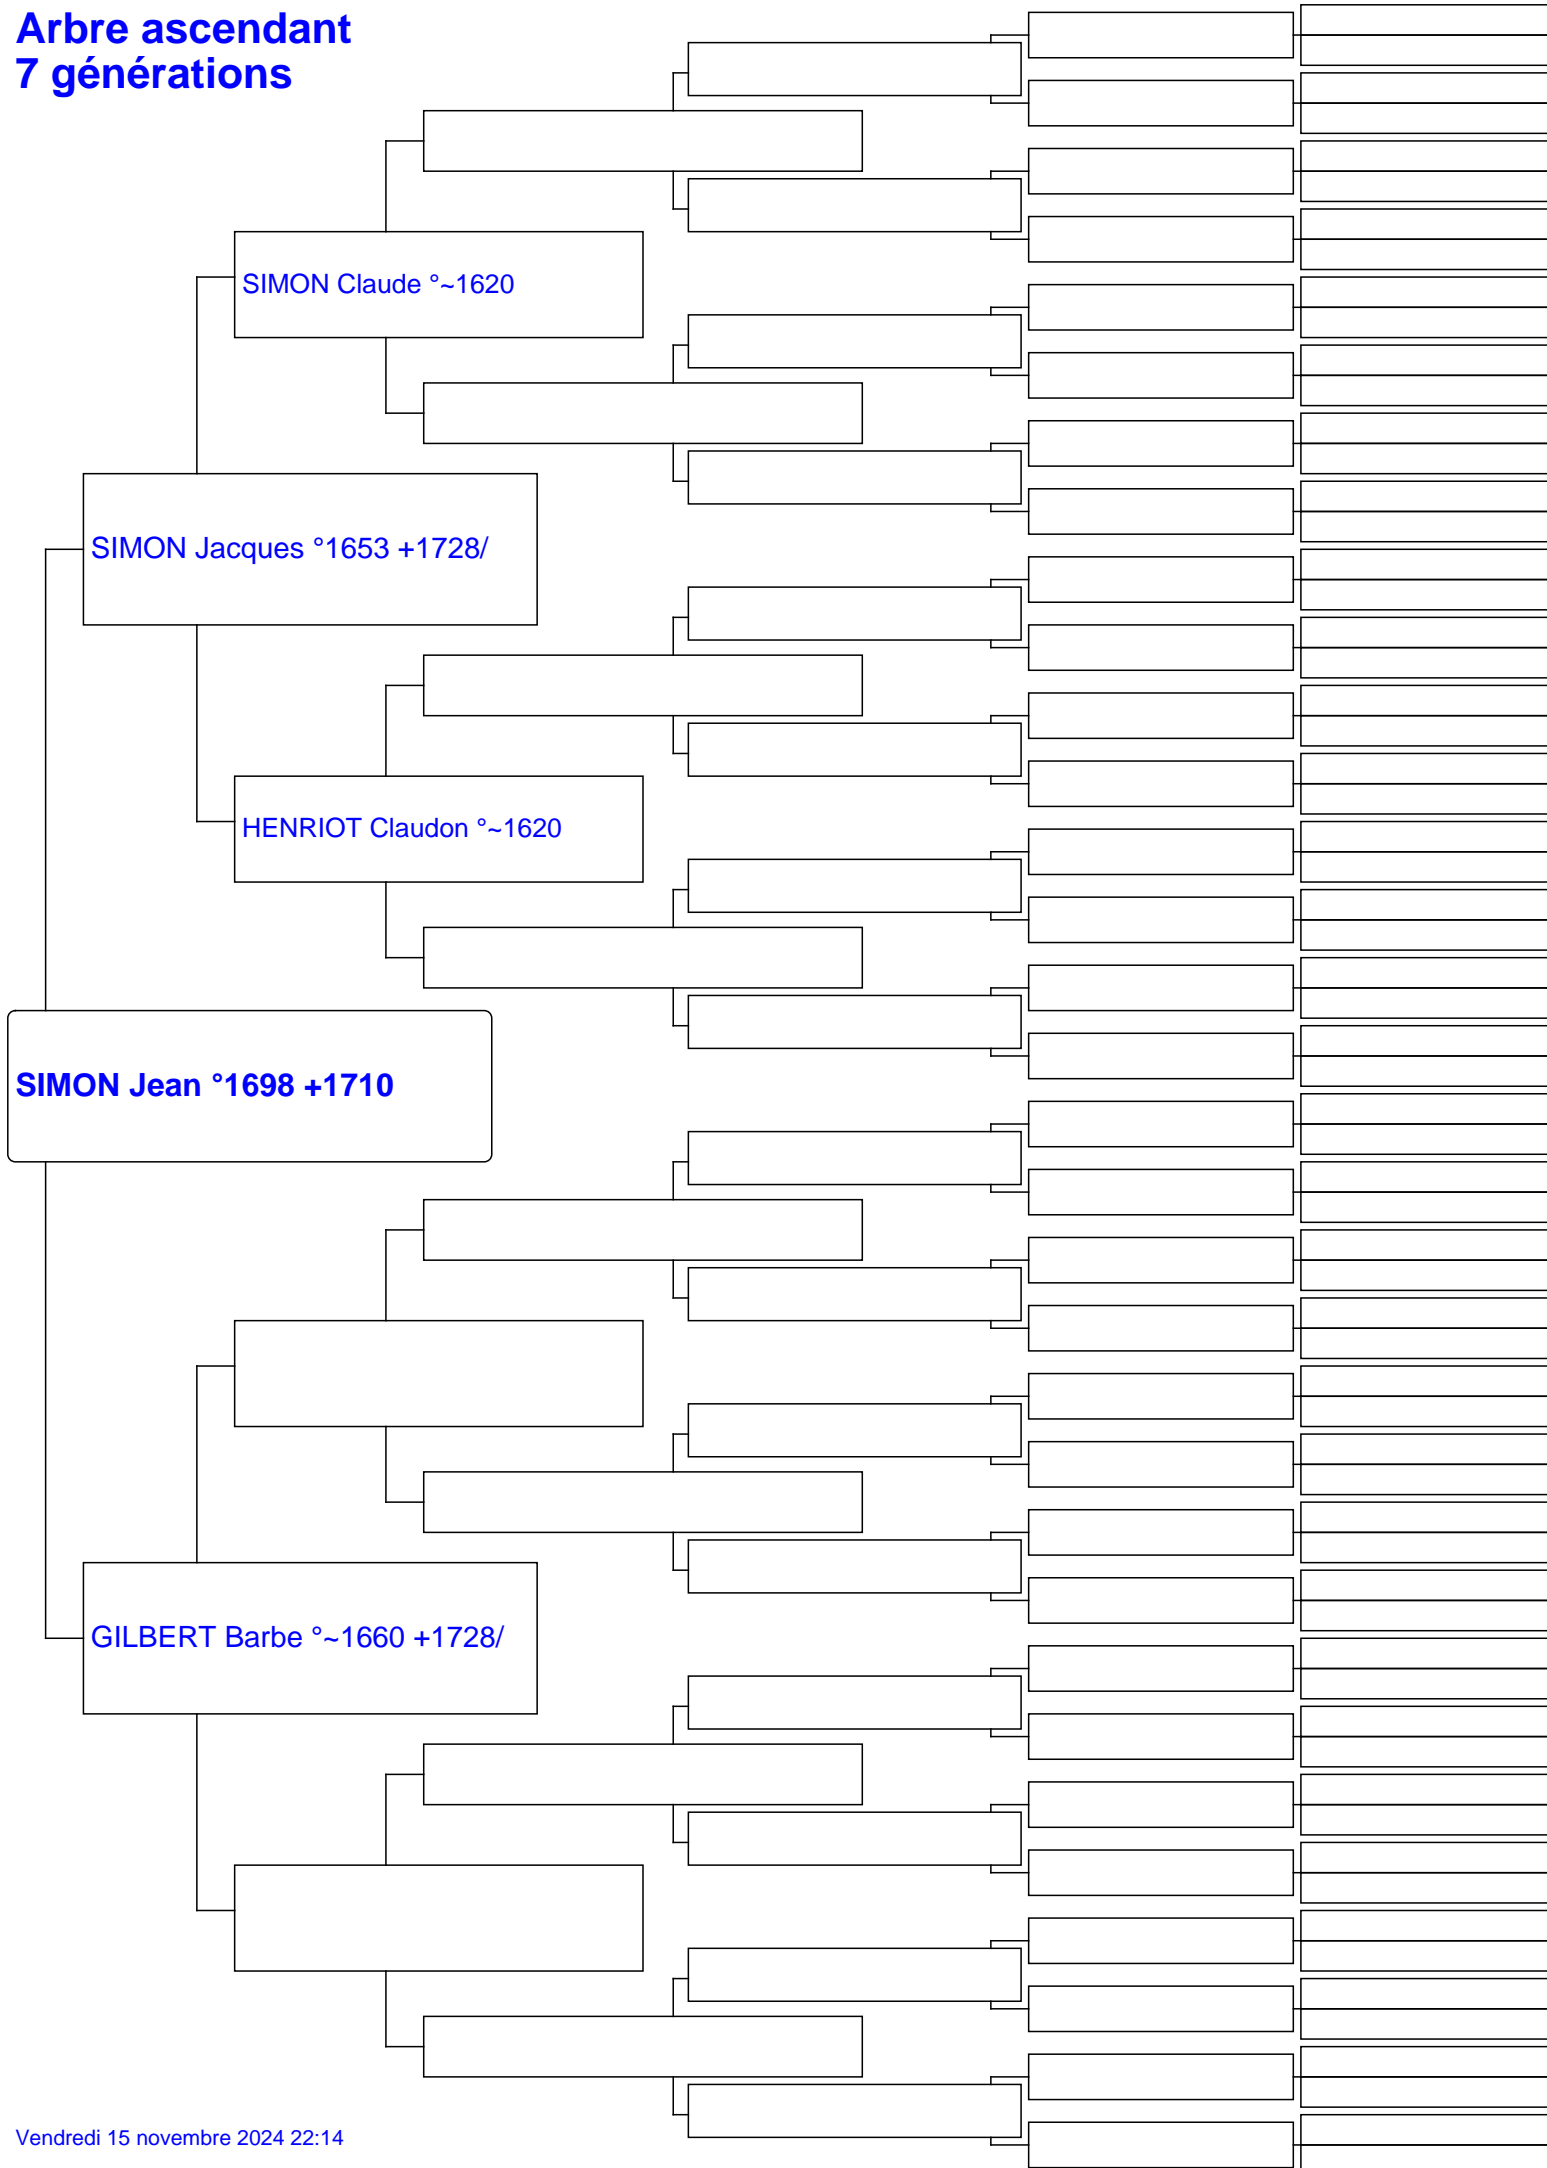 Arbre ascendant
7 générations
SIMON Claude °~1620
SIMON Jacques °1653 +1728/
HENRIOT Claudon °~1620
SIMON Jean °1698 +1710
GILBERT Barbe °~1660 +1728/
Vendredi 15 novembre 2024 22:14